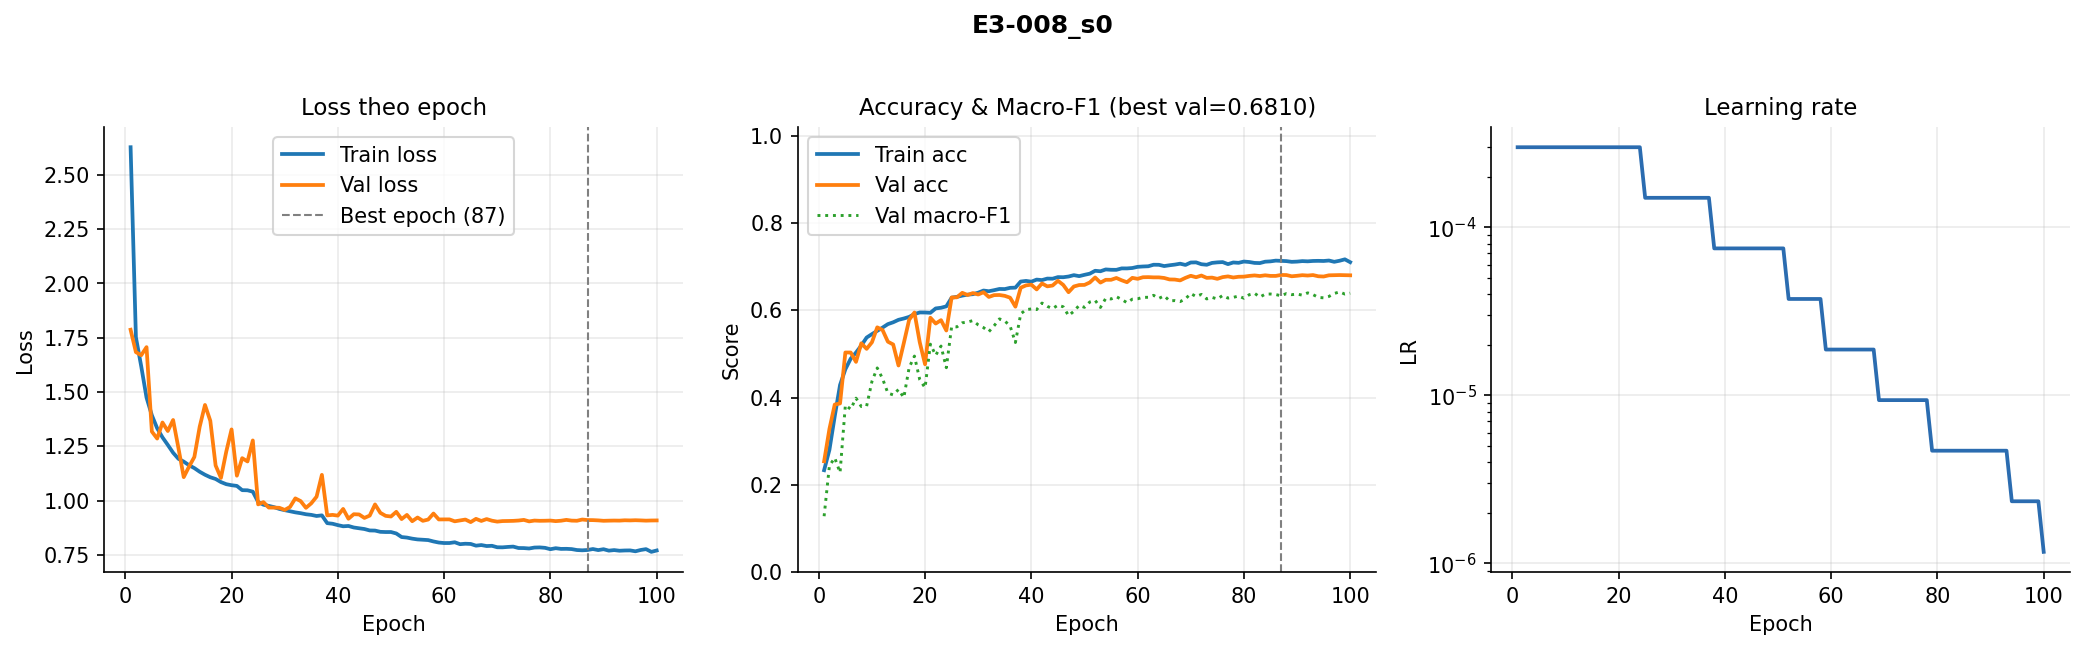 E3-008_s0
Loss theo epoch
Loss
2.50
2.25
2.00
1.75
1.50
1.25
1.00
0.75
Train loss
Val loss
Best epoch (87)
0 20 40 60 80 100
Epoch
Accuracy & Macro-F1 (best val=0.6810)
Score
1.0
0.8
0.6
0.4
0.2
0.0
Train acc
Val acc
Val macro-F1
0 20 40 60 80 100
Epoch
Learning rate
LR
10⁻⁴
10⁻⁵
10⁻⁶
0 20 40 60 80 100
Epoch